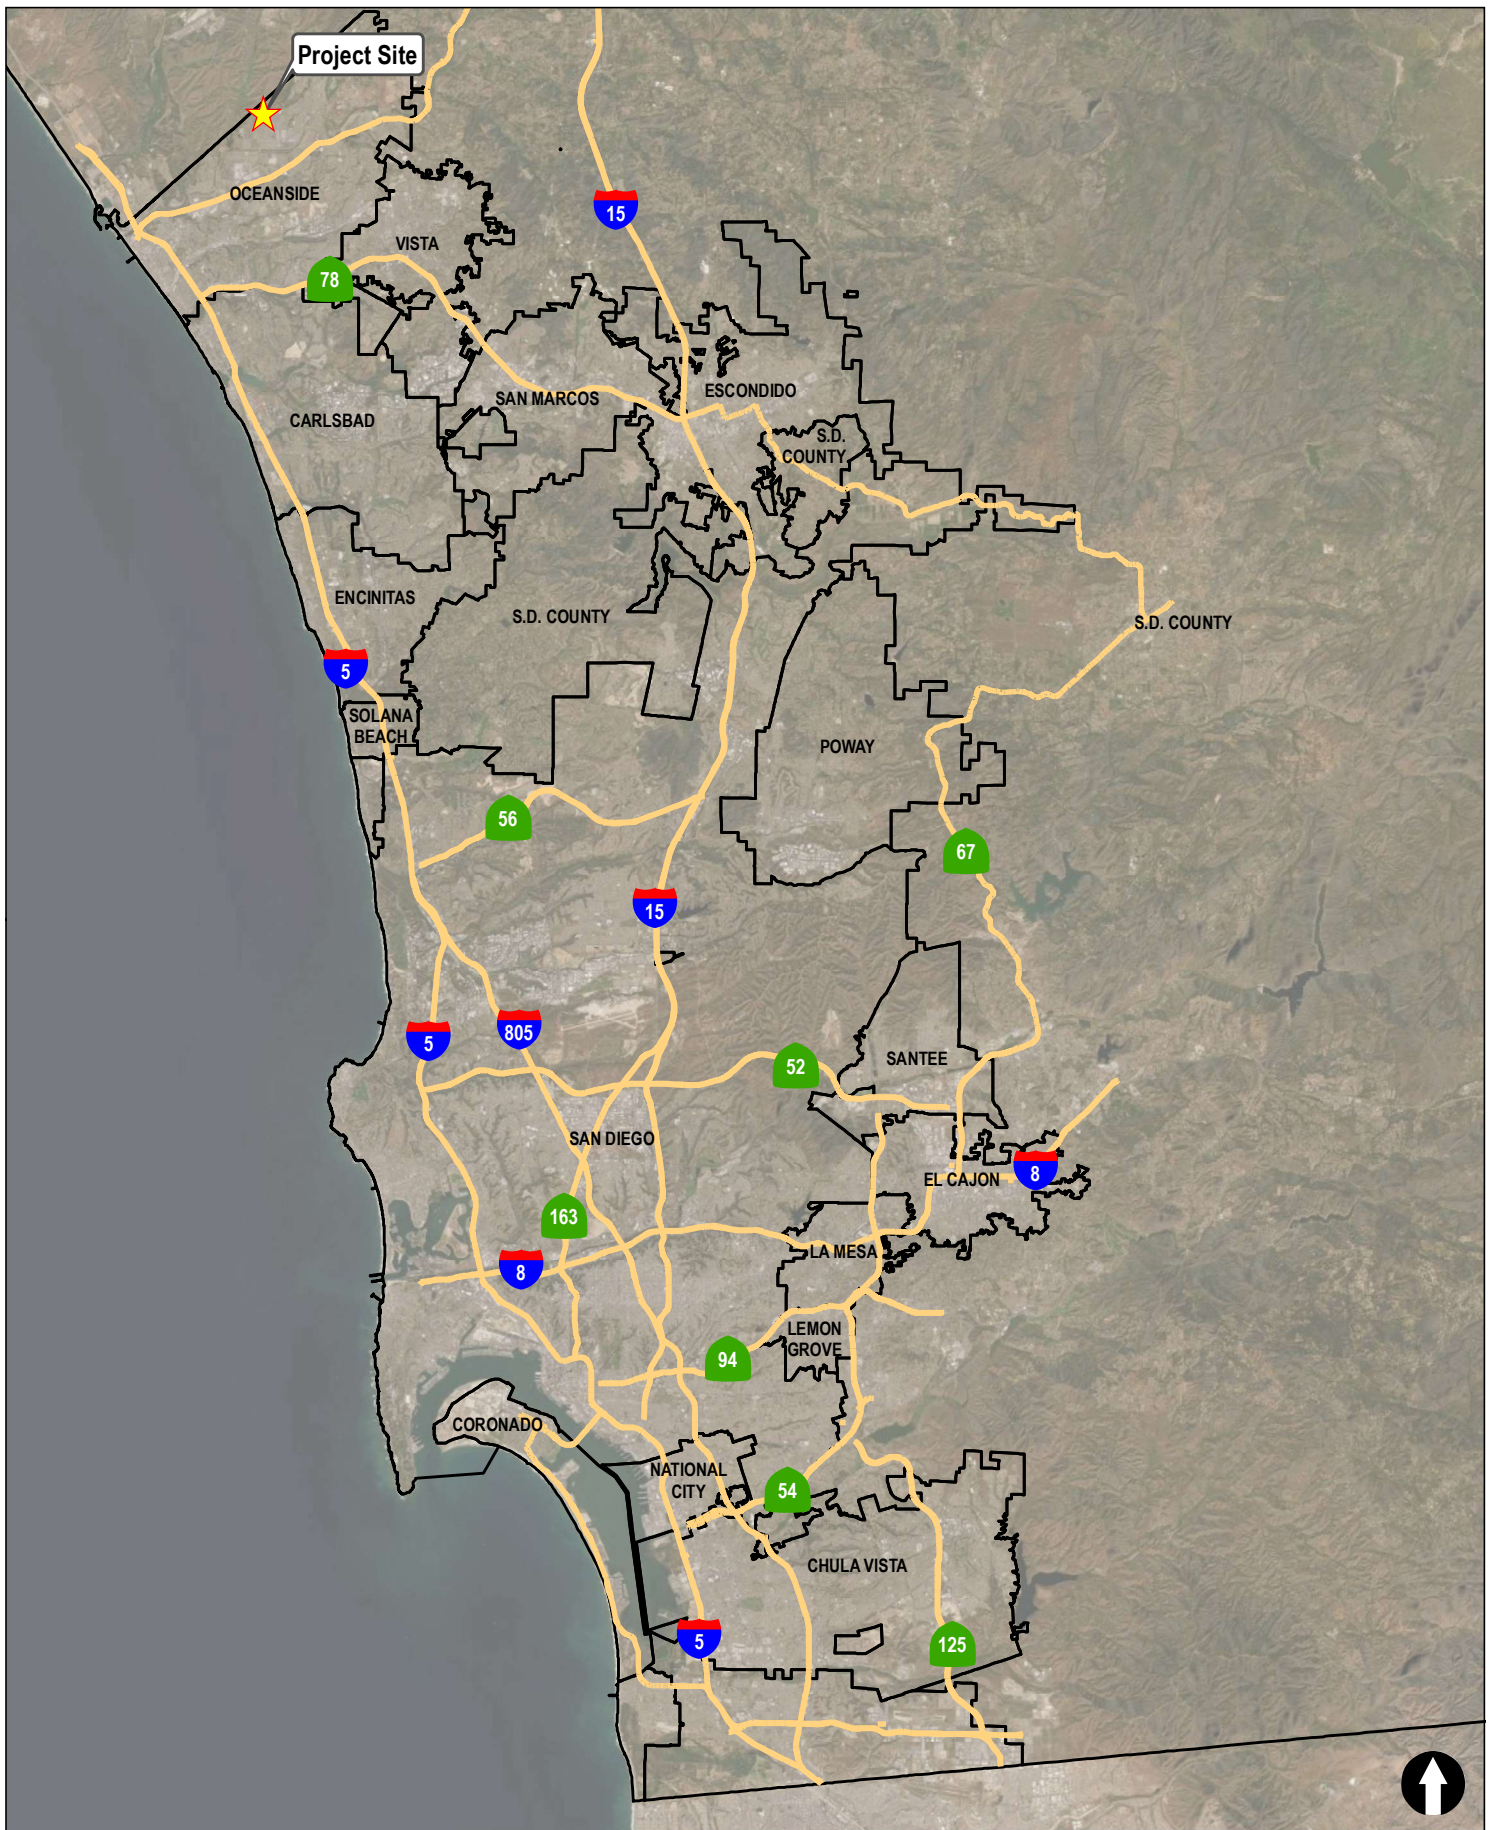 Project Site
OCEANSIDE
15
VISTA
78
ESCONDIDO
SAN MARCOS
CARLSBAD
S.D.
COUNTY
ENCINITAS
S.D. COUNTY
S.D. COUNTY
5
SOLANA
BEACH
POWAY
56
67
15
5
805
SANTEE
52
SAN DIEGO
EL CAJON
8
163
LA MESA
8
LEMON
GROVE
94
CORONADO
NATIONAL
CITY
54
CHULA VISTA
5
125